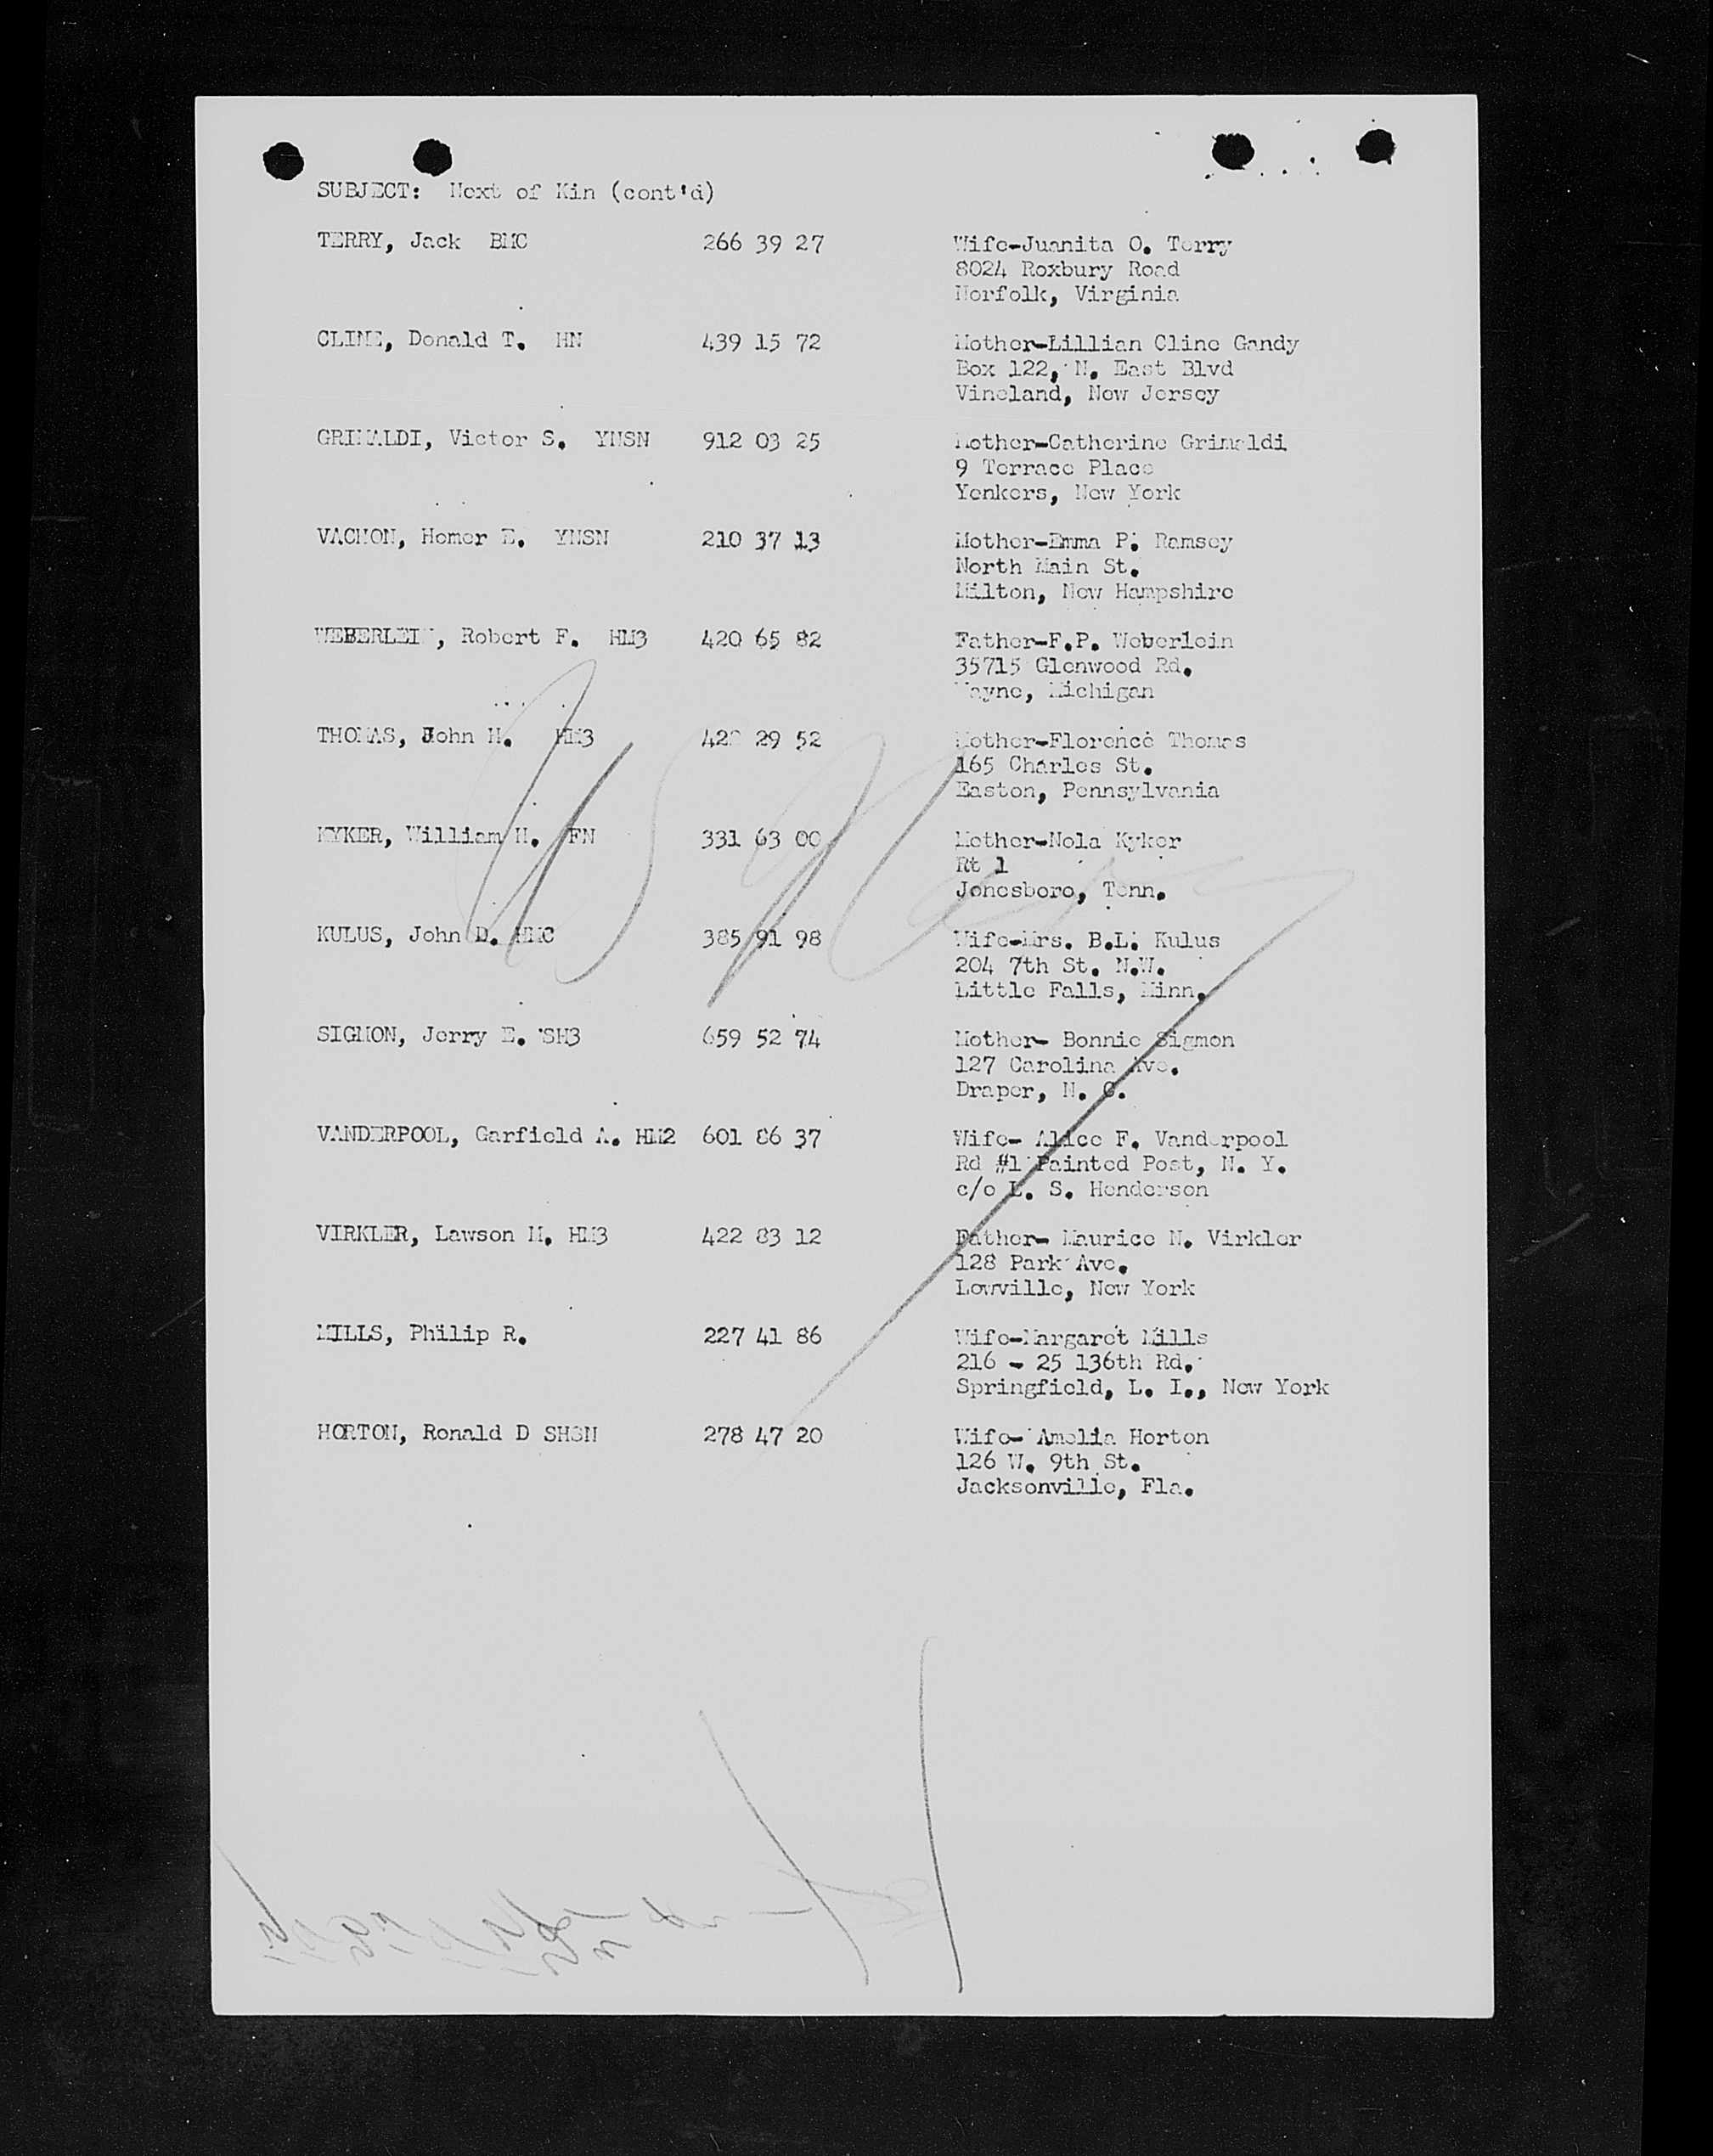 SUBJECT: Next of Kin (cont'd)
TERRY, Jack BMC 266 39 27 Wife-Juanita O. Terry
8024 Roxbury Road
Norfolk, Virginia
CLINE, Donald T. HN 439 15 72 Mother-Lillian Cline Gandy
Box 122, N. East Blvd
Vineland, New Jersey
GRIMALDI, Victor S. YNSN 912 03 25 Mother-Catherine Grimaldi
9 Terrace Place
Yonkers, New York
VACHON, Homer E. YNSN 210 37 13 Mother-Emma P. Ramsey
North Main St.
Milton, New Hampshire
WEBERLEIN, Robert F. HM3 420 65 82 Father-F.P. Weberlein
35715 Glenwood Rd.
Wayne, Michigan
THOMAS, John H. HM3 29 52 Mother-Florence Thomas
165 Charles St.
Easton, Pennsylvania
KYKER, William H. FN 331 63 00 Mother-Nola Kyker
Rt 1
Jonesboro, Tenn.
KULUS, John D. HMC 385 91 98 Wife-Mrs. B.L. Kulus
204 7th St. N.W.
Little Falls, Minn.
SIGMON, Jerry E. SH3 659 52 74 Mother- Bonnie Sigmon
127 Carolina Ave.
Draper, N. C.
VANDERPOOL, Garfield A. HM2 601 86 37 Wife- Alice F. Vanderpool
Rd #1 Painted Post, N. Y.
c/o L. S. Henderson
VIRKLER, Lawson M. HM3 422 83 12 Father- Maurice N. Virkler
128 Park Ave.
Lowville, New York
MILLS, Philip R. 227 41 86 Wife-Margaret Mills
216 - 25 136th Rd.
Springfield, L. I., New York
HORTON, Ronald D SHSN 278 47 20 Wife- Amelia Horton
126 W. 9th St.
Jacksonville, Fla.